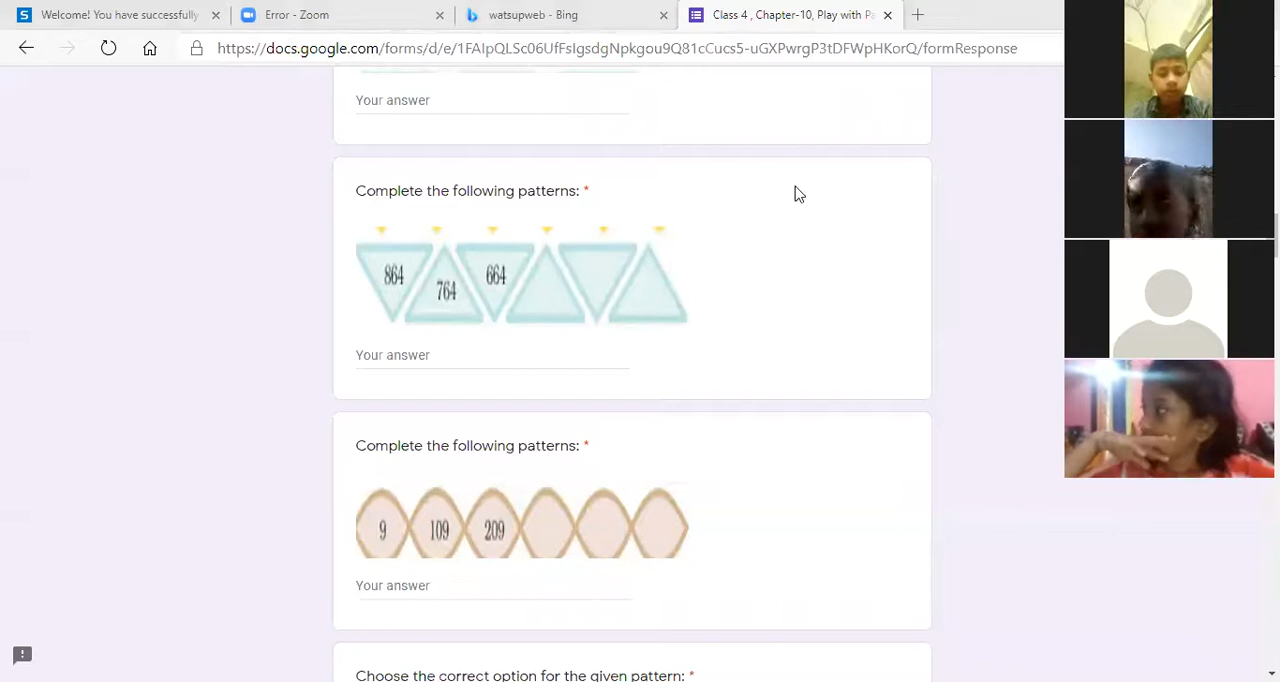 Welcome! You have successfully
Error - Zoom
watsupweb - Bing
Class 4 , Chapter-10, Play with Pa
https://docs.google.com/forms/d/e/1FAIpQLSc06UfFsIgsdgNpkgou9Q81cCucs5-uGXPwrgP3tDFWpHKorQ/formResponse
Your answer
Complete the following patterns: *
864 764 664
Your answer
Complete the following patterns: *
9 109 209
Your answer
Choose the correct option for the given pattern: *